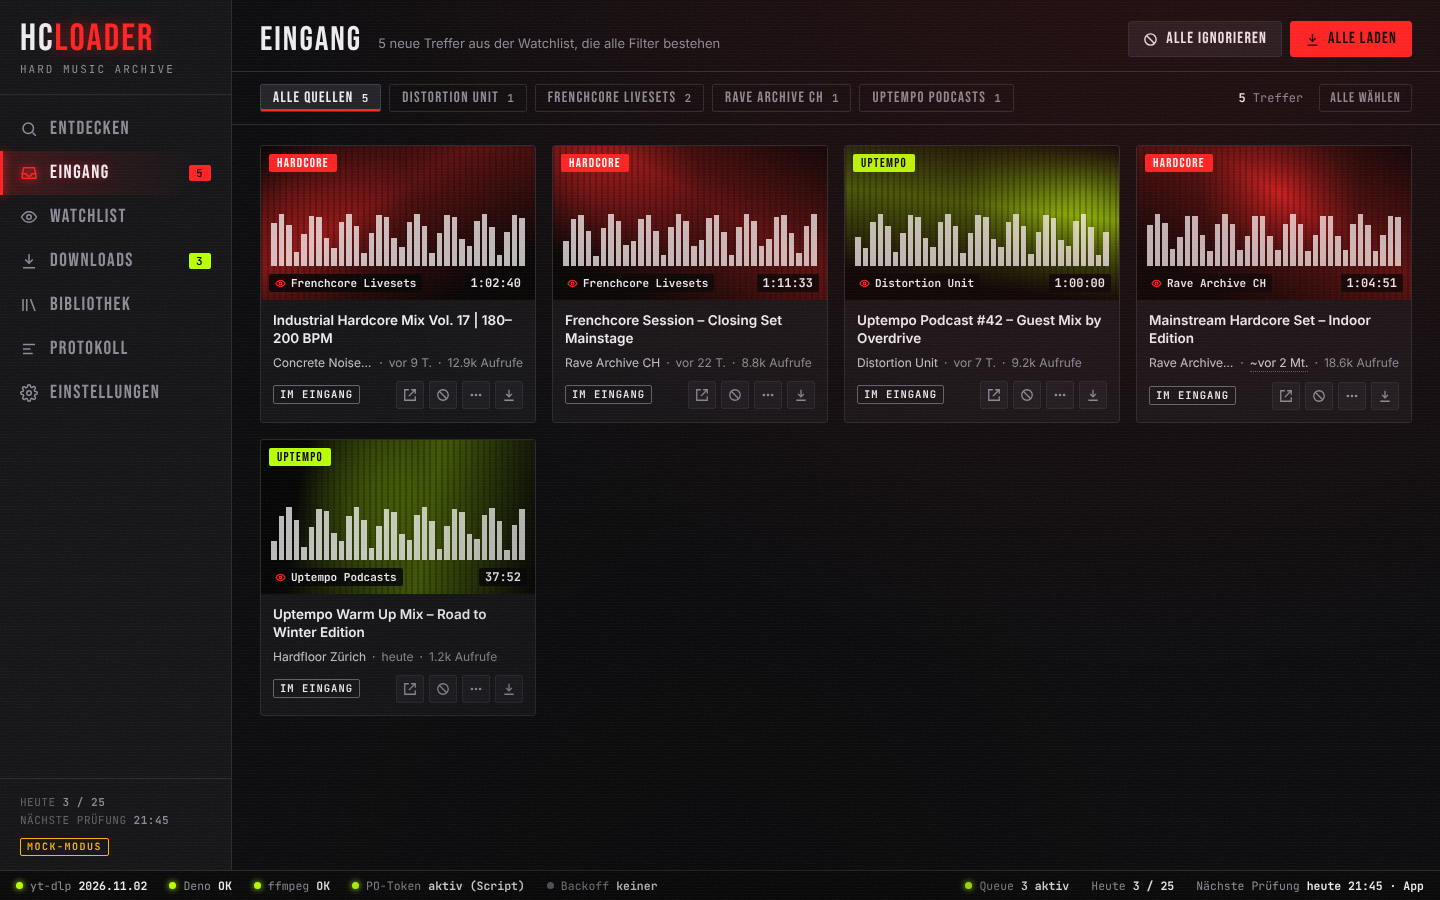 HCLOADER
HARD MUSIC ARCHIVE
ENTDECKEN
EINGANG 5
WATCHLIST
DOWNLOADS 3
BIBLIOTHEK
PROTOKOLL
EINSTELLUNGEN
HEUTE 3 / 25
NÄCHSTE PRÜFUNG 21:45
MOCK-MODUS
EINGANG 5 neue Treffer aus der Watchlist, die alle Filter bestehen ALLE IGNORIEREN ALLE LADEN
ALLE QUELLEN 5 DISTORTION UNIT 1 FRENCHCORE LIVESETS 2 RAVE ARCHIVE CH 1 UPTEMPO PODCASTS 1 5 Treffer ALLE WÄHLEN
HARDCORE
Frenchcore Livesets 1:02:40
Industrial Hardcore Mix Vol. 17 | 180–
200 BPM
Concrete Noise… · vor 9 T. · 12.9k Aufrufe
IM EINGANG
HARDCORE
Frenchcore Livesets 1:11:33
Frenchcore Session – Closing Set
Mainstage
Rave Archive CH · vor 22 T. · 8.8k Aufrufe
IM EINGANG
UPTEMPO
Distortion Unit 1:00:00
Uptempo Podcast #42 – Guest Mix by
Overdrive
Distortion Unit · vor 7 T. · 9.2k Aufrufe
IM EINGANG
HARDCORE
Rave Archive CH 1:04:51
Mainstream Hardcore Set – Indoor
Edition
Rave Archive… · ~vor 2 Mt. · 18.6k Aufrufe
IM EINGANG
UPTEMPO
Uptempo Podcasts 37:52
Uptempo Warm Up Mix – Road to
Winter Edition
Hardfloor Zürich · heute · 1.2k Aufrufe
IM EINGANG
yt-dlp 2026.11.02 Deno OK ffmpeg OK PO-Token aktiv (Script) Backoff keiner Queue 3 aktiv Heute 3 / 25 Nächste Prüfung heute 21:45 · App